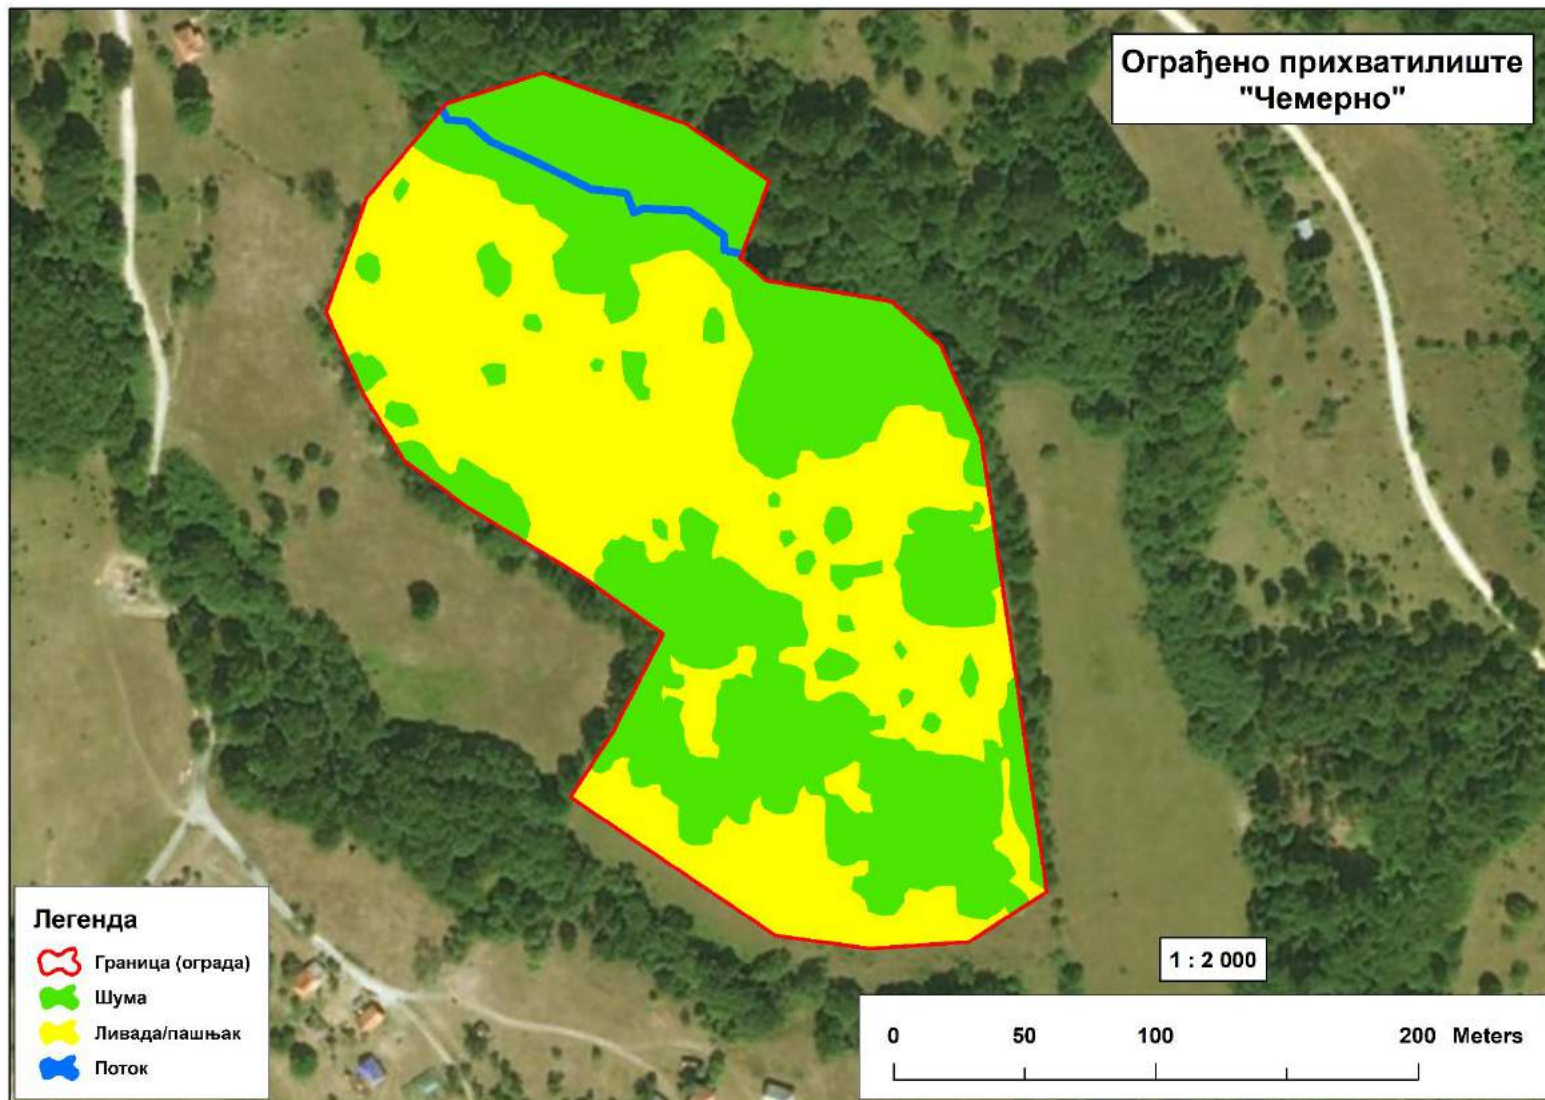 Ограђено прихватилиште
"Чемерно"
Легенда
Граница (ограда)
Шума
Ливада/пашњак
Поток
1 : 2 000
0 50 100 200 Meters